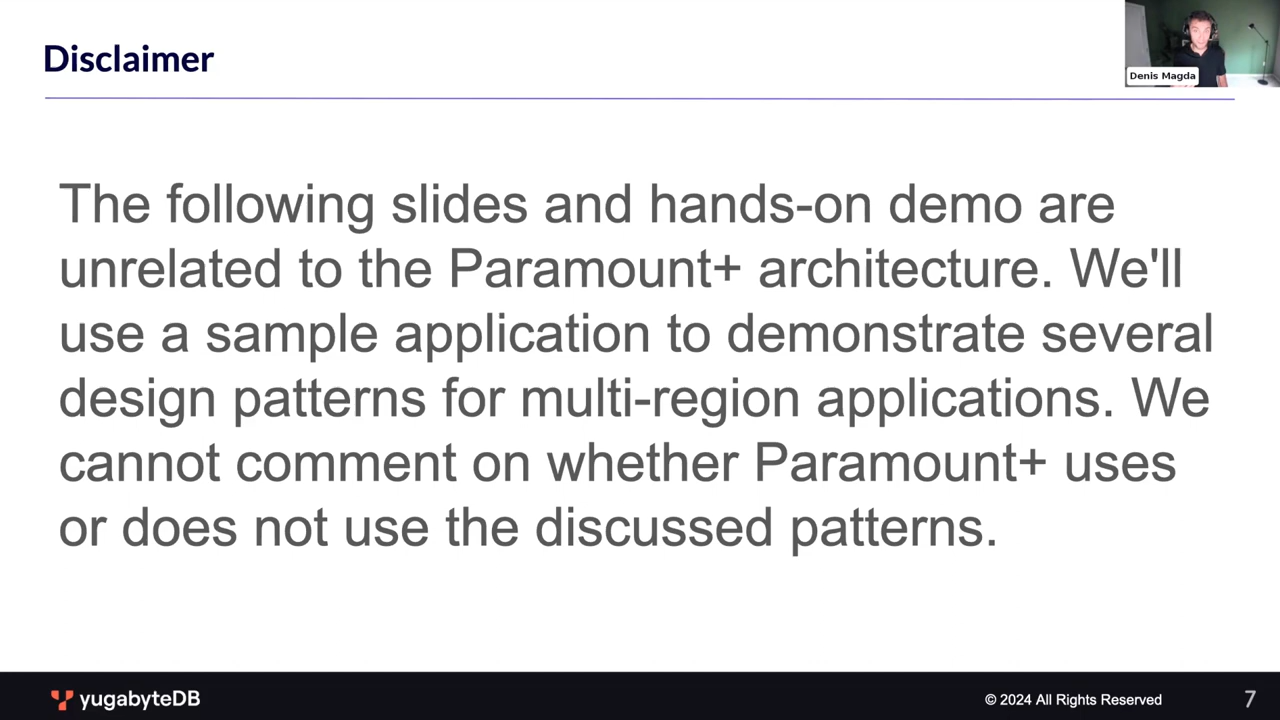 Disclaimer
Denis Magda
The following slides and hands-on demo are
unrelated to the Paramount+ architecture. We'll
use a sample application to demonstrate several
design patterns for multi-region applications. We
cannot comment on whether Paramount+ uses
or does not use the discussed patterns.
yugabyteDB
© 2024 All Rights Reserved
7